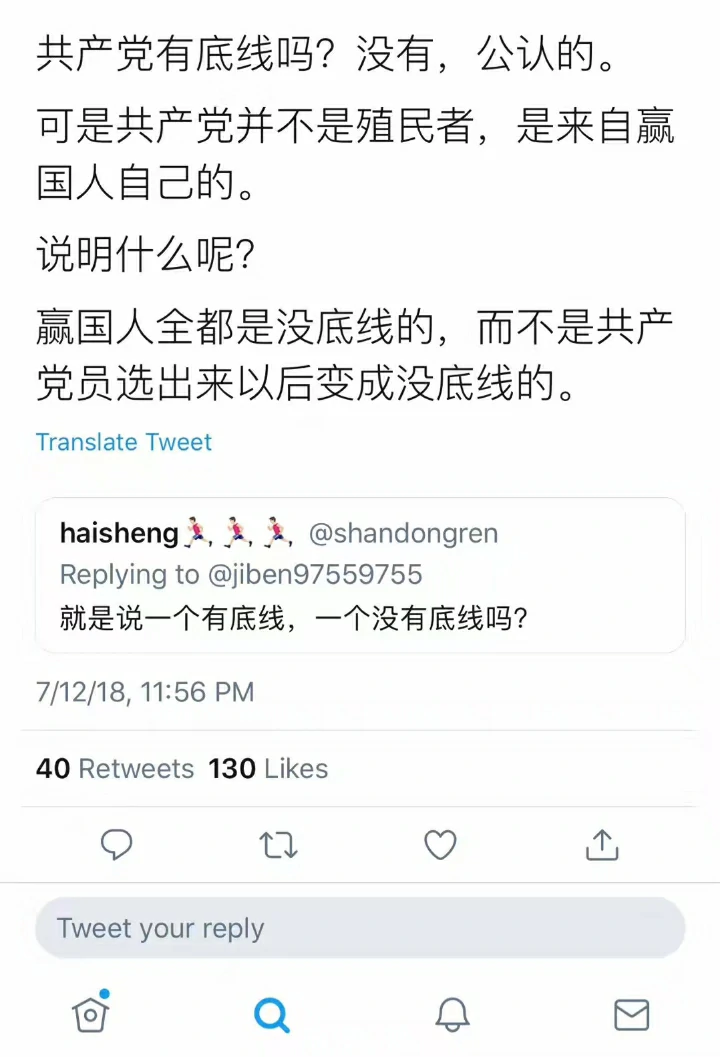 共产党有底线吗？没有，公认的。
可是共产党并不是殖民者，是来自赢
国人自己的。
说明什么呢？
赢国人全都是没底线的，而不是共产
党员选出来以后变成没底线的。
Translate Tweet
haisheng🏃🏻🏃🏻🏃🏻 @shandongren
Replying to @jiben97559755
就是说一个有底线，一个没有底线吗？
7/12/18, 11:56 PM
40 Retweets 130 Likes
Tweet your reply